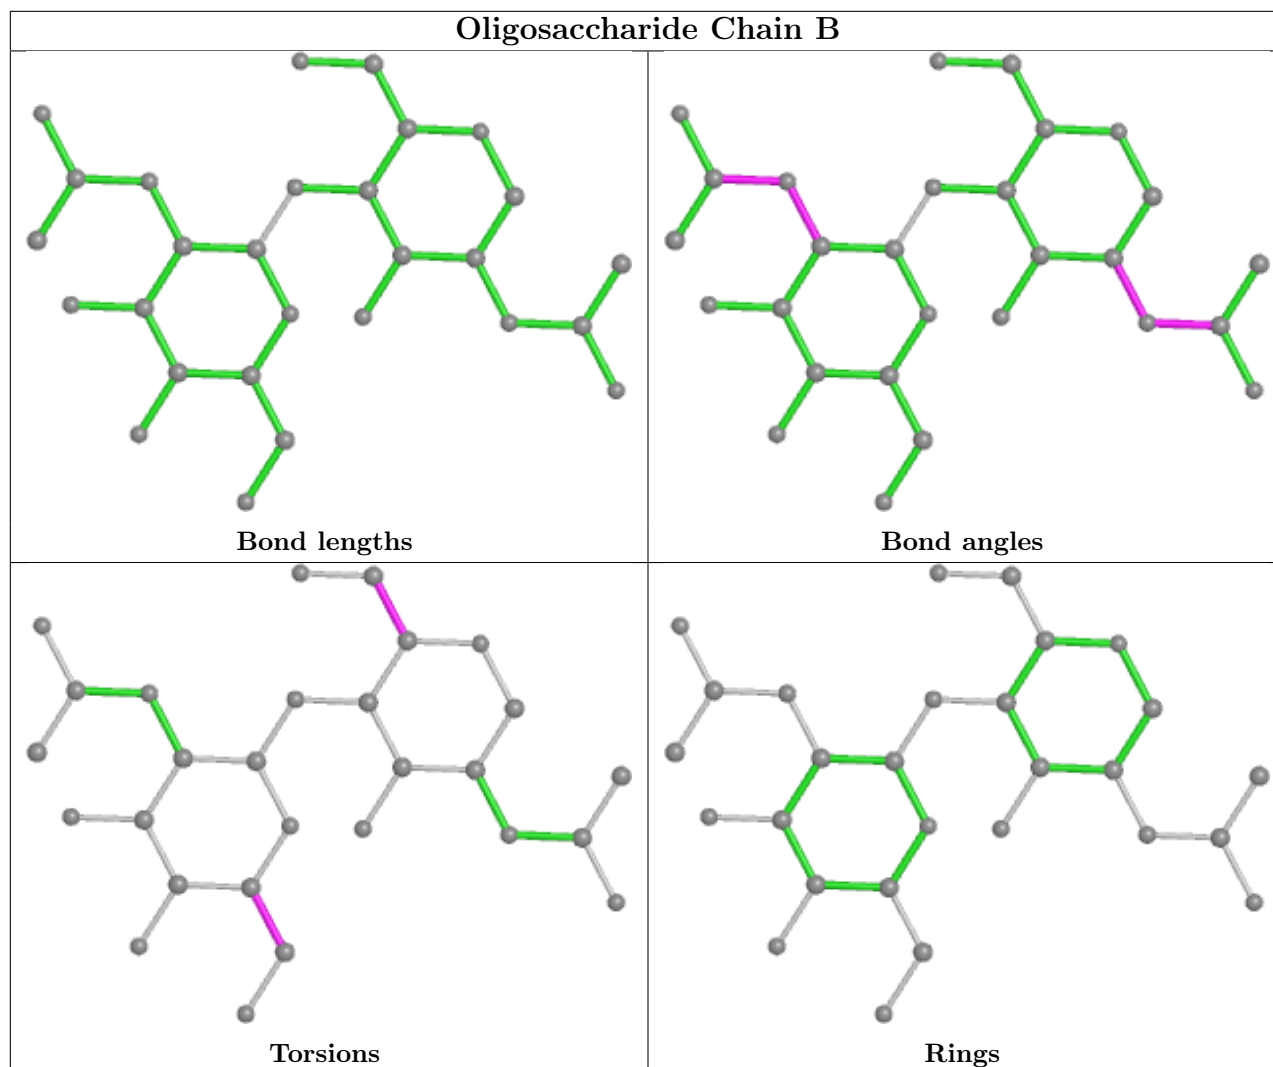 Oligosaccharide Chain B
Bond lengths
Bond angles
Torsions
Rings